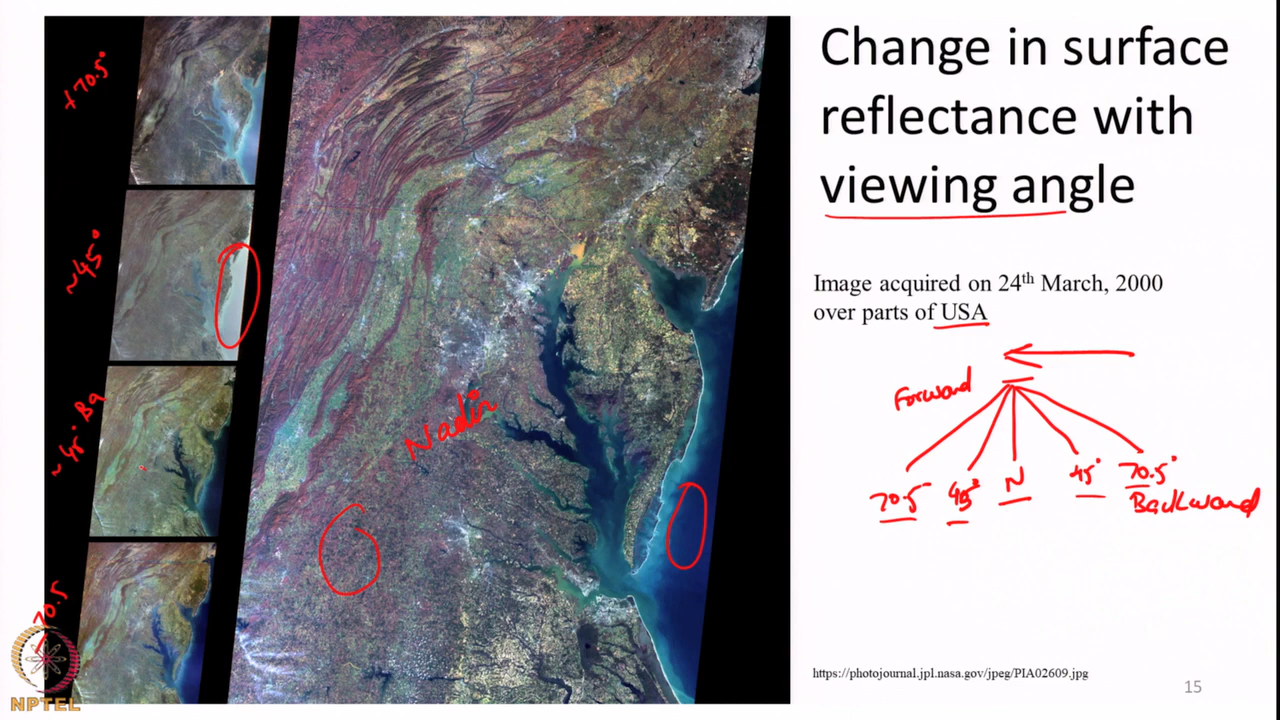 Change in surface
reflectance with
viewing angle
Image acquired on 24th March, 2000
over parts of USA
Forward
70.5° 45° N 45° 70.5°
Backward
+70.5°
~45°
~45° Ba
70.5
Nadir
https://photojournal.jpl.nasa.gov/jpeg/PIA02609.jpg
15
NPTEL